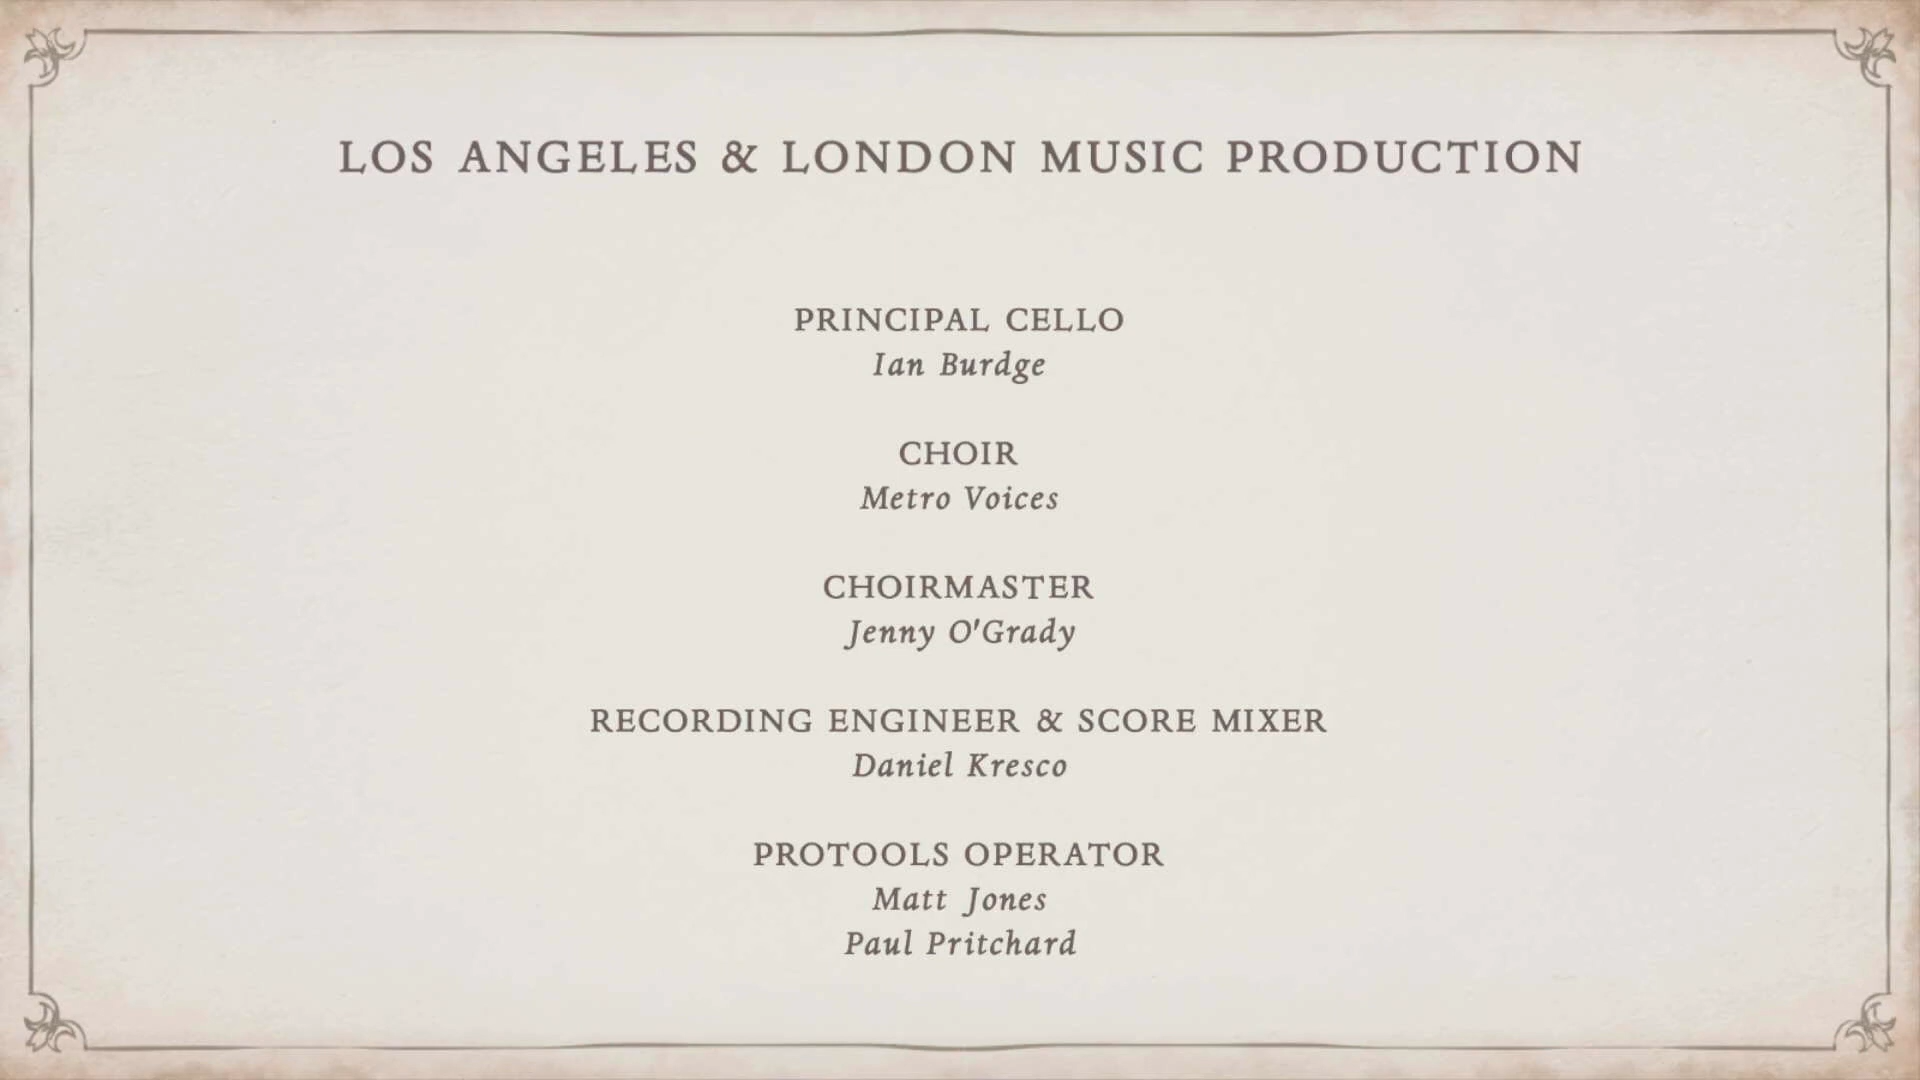 LOS ANGELES & LONDON MUSIC PRODUCTION
PRINCIPAL CELLO
Ian Burdge
CHOIR
Metro Voices
CHOIRMASTER
Jenny O'Grady
RECORDING ENGINEER & SCORE MIXER
Daniel Kresco
PROTOOLS OPERATOR
Matt Jones
Paul Pritchard